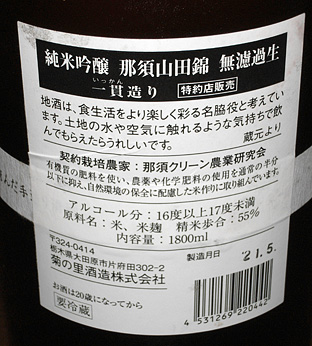 純米吟醸 那須山田錦 無濾過生
いっかん
一貫造り 特約店販売
地酒は、食生活をより楽しく彩る名脇役と考えてい
ます。土地の水や空気に触れるような気持ちで飲
んでもらえたらうれしいです。 蔵元より
契約栽培農家：那須クリーン農業研究会
有機質の肥料を使い、農薬や化学肥料の使用を通常の半分
以下に抑え、自然環境の保全に配慮した米作りに取り組んでいます。
アルコール分：16度以上17度未満
原料名：米、米麹 精米歩合：55%
内容量：1800ml
〒324-0414
栃木県大田原市片府田302-2
菊の里酒造株式会社
製造月日 '21.5.
お酒は20歳になってから
要冷蔵
4 531269 220442